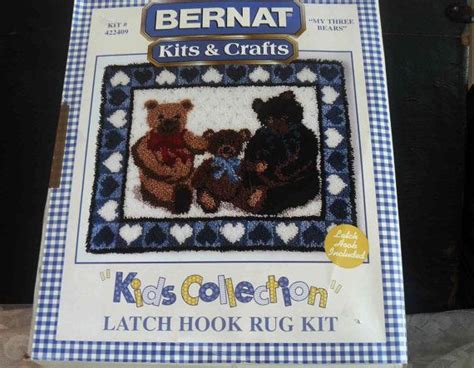 BERNAT
Kits & Crafts
KIT #
422409
"MY THREE
BEARS"
Latch
Hook
Included
"Kids Collection"
LATCH HOOK RUG KIT